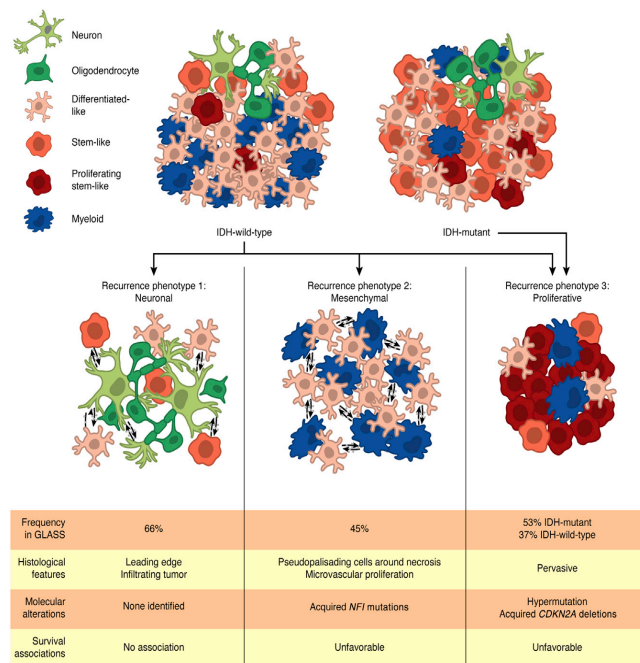 Neuron
Oligodendrocyte
Differentiated-
like
Stem-like
Proliferating
stem-like
Myeloid
IDH-wild-type
IDH-mutant
Recurrence phenotype 1:
Neuronal
Recurrence phenotype 2:
Mesenchymal
Recurrence phenotype 3:
Proliferative
Frequency
in GLASS
66%
45%
53% IDH-mutant
37% IDH-wild-type
Histological
features
Leading edge
Infiltrating tumor
Pseudopalisading cells around necrosis
Microvascular proliferation
Pervasive
Molecular
alterations
None identified
Acquired NFI mutations
Hypermutation
Acquired CDKN2A deletions
Survival
associations
No association
Unfavorable
Unfavorable